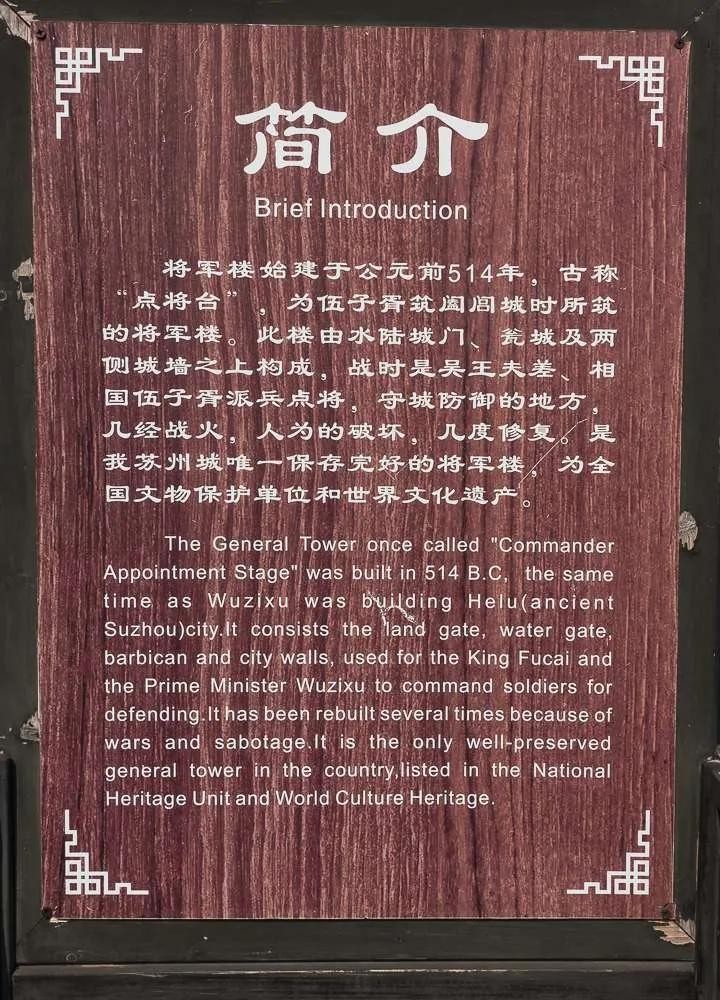 简介
Brief Introduction
将军楼始建于公元前514年，古称
“点将台”，为伍子胥筑阖闾城时所筑
的将军楼。此楼由水陆城门、瓮城及两
侧城墙之上构成，战时是吴王夫差、相
国伍子胥派兵点将，守城防御的地方，
几经战火，人为的破坏，几度修复。是
我苏州城唯一保存完好的将军楼，为全
国文物保护单位和世界文化遗产。
The General Tower once called "Commander
Appointment Stage" was built in 514 B.C, the same
time as Wuzixu was building Helu(ancient
Suzhou)city.It consists the land gate, water gate,
barbican and city walls, used for the King Fucai and
the Prime Minister Wuzixu to command soldiers for
defending.It has been rebuilt several times because of
wars and sabotage.It is the only well-preserved
general tower in the country,listed in the National
Heritage Unit and World Culture Heritage.